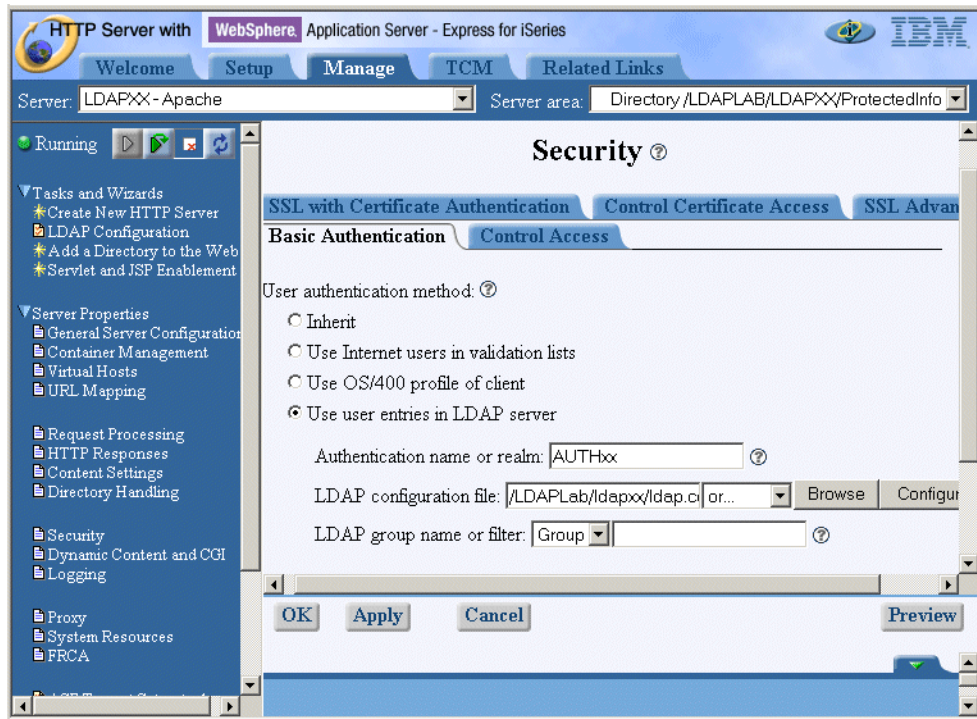 HTTP Server with WebSphere. Application Server - Express for iSeries IBM
Welcome Setup Manage TCM Related Links
Server: LDAPXX - Apache Server area: Directory /LDAPLAB/LDAPXX/ProtectedInfo
Running
Tasks and Wizards
Create New HTTP Server
LDAP Configuration
Add a Directory to the Web
Servlet and JSP Enablement
Server Properties
General Server Configuration
Container Management
Virtual Hosts
URL Mapping
Request Processing
HTTP Responses
Content Settings
Directory Handling
Security
Dynamic Content and CGI
Logging
Proxy
System Resources
FRCA
Security ?
SSL with Certificate Authentication Control Certificate Access SSL Advan
Basic Authentication Control Access
User authentication method: ?
Inherit
Use Internet users in validation lists
Use OS/400 profile of client
Use user entries in LDAP server
Authentication name or realm: AUTHxx ?
LDAP configuration file: /LDAPLab/ldapxx/ldap.c or... Browse Configu
LDAP group name or filter: Group ?
OK Apply Cancel Preview